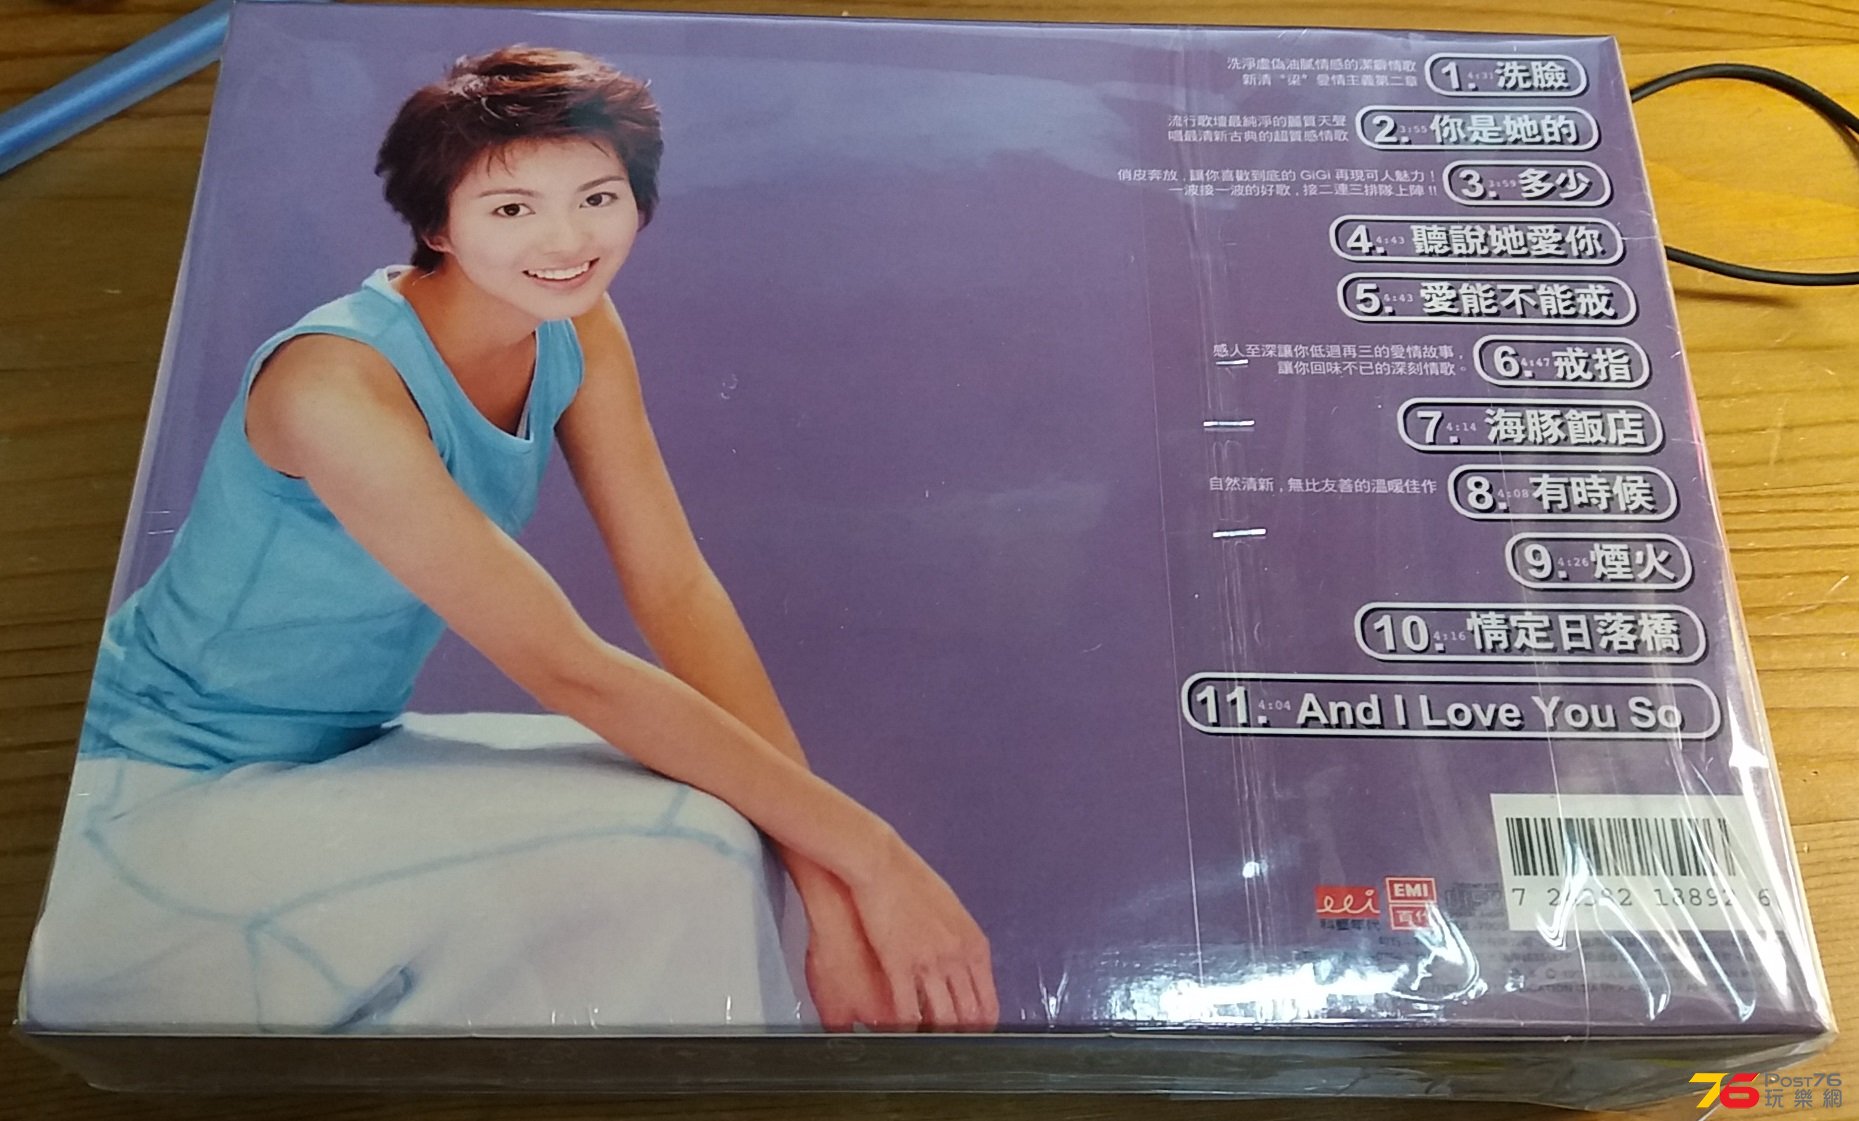 洗淨虛偽油膩情感的潔癖情歌
新清“梁”愛情主義第二章
1. 4:31 洗臉
流行歌壇最純淨的麗質天聲
唱最清新古典的超質感情歌
2. 3:55 你是她的
俏皮奔放，讓你喜歡到底的 GiGi 再現可人魅力！
一波接一波的好歌，接二連三排隊上陣!!
3. 3:59 多少
4. 4:43 聽說她愛你
5. 4:43 愛能不能戒
感人至深讓你低迴再三的愛情故事，
讓你回味不已的深刻情歌。
6. 4:47 戒指
7. 4:14 海豚飯店
自然清新，無比友善的溫暖佳作
8. 4:08 有時候
9. 4:26 煙火
10. 4:16 情定日落橋
11. 4:04 And I Love You So
eei
科藝年代
EMI
百代
7 24352 18892 6
76 Post76
玩樂網